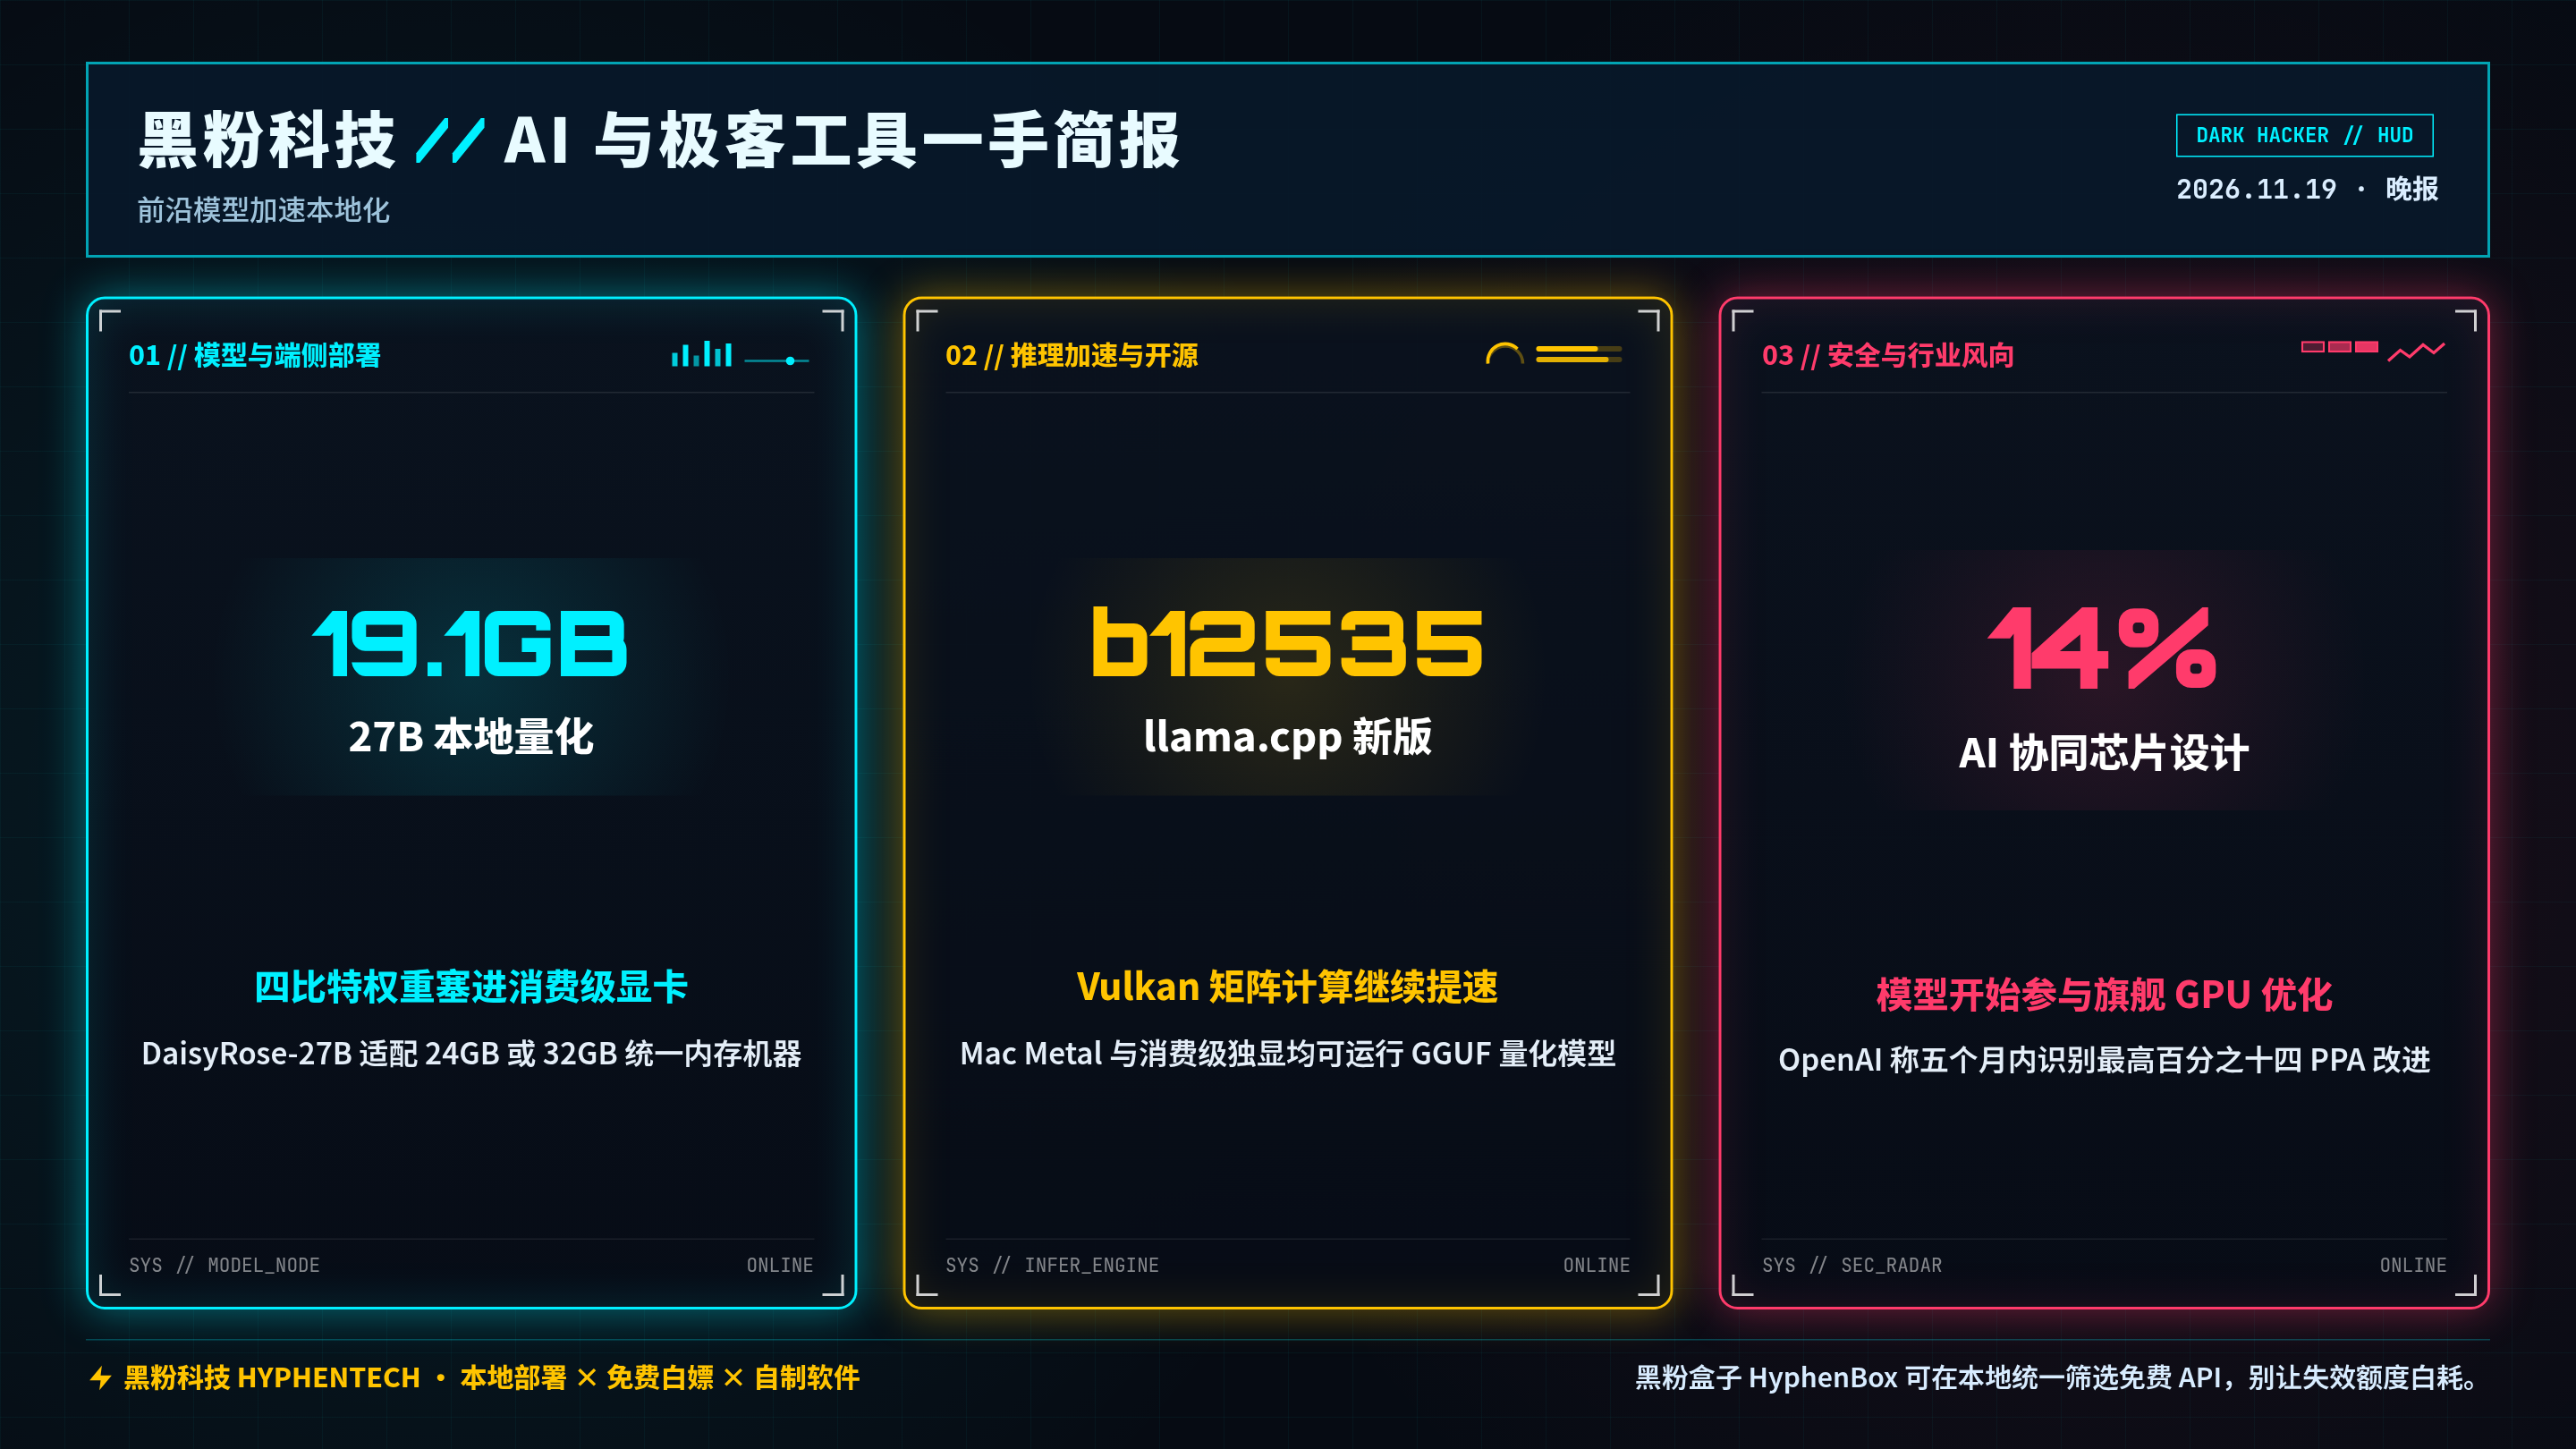 黑粉科技 // AI 与极客工具一手简报
前沿模型加速本地化
DARK HACKER // HUD
2026.11.19 · 晚报
01 // 模型与端侧部署
19.1GB
27B 本地量化
四比特权重塞进消费级显卡
DaisyRose-27B 适配 24GB 或 32GB 统一内存机器
SYS // MODEL_NODE ONLINE
02 // 推理加速与开源
b12535
llama.cpp 新版
Vulkan 矩阵计算继续提速
Mac Metal 与消费级独显均可运行 GGUF 量化模型
SYS // INFER_ENGINE ONLINE
03 // 安全与行业风向
14%
AI 协同芯片设计
模型开始参与旗舰 GPU 优化
OpenAI 称五个月内识别最高百分之十四 PPA 改进
SYS // SEC_RADAR ONLINE
黑粉科技 HYPHENTECH · 本地部署 × 免费白嫖 × 自制软件
黑粉盒子 HyphenBox 可在本地统一筛选免费 API，别让失效额度白耗。